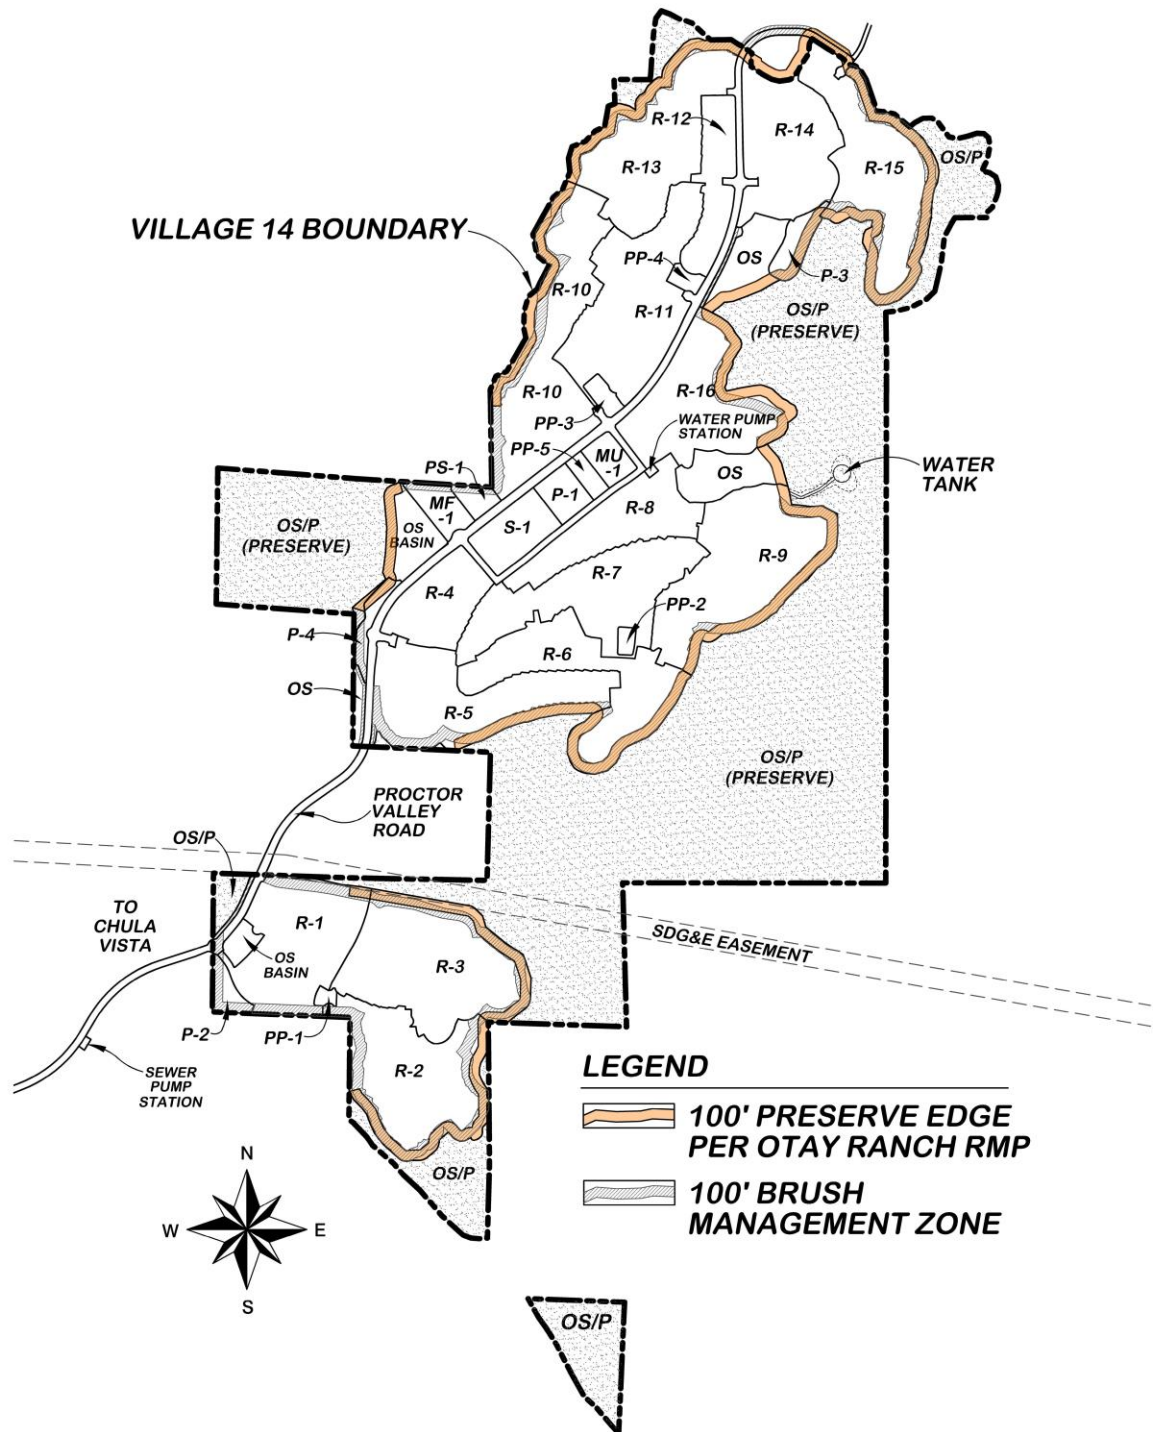 R-12
R-14
OS/P
R-13
R-15
VILLAGE 14 BOUNDARY
PP-4
OS
P-3
R-10
R-11
OS/P
(PRESERVE)
R-10
R-16
PP-3
WATER PUMP
STATION
PP-5
MU
-1
PS-1
WATER
TANK
MF
-1
P-1
OS
R-8
OS
BASIN
S-1
OS/P
(PRESERVE)
R-9
R-7
R-4
PP-2
P-4
R-6
OS
R-5
OS/P
(PRESERVE)
PROCTOR
VALLEY
ROAD
OS/P
TO
CHULA
VISTA
R-1
SDG&E EASEMENT
OS
BASIN
R-3
P-2
PP-1
SEWER
PUMP
STATION
R-2
OS/P
LEGEND
100' PRESERVE EDGE
PER OTAY RANCH RMP
100' BRUSH
MANAGEMENT ZONE
N
W
E
S
OS/P